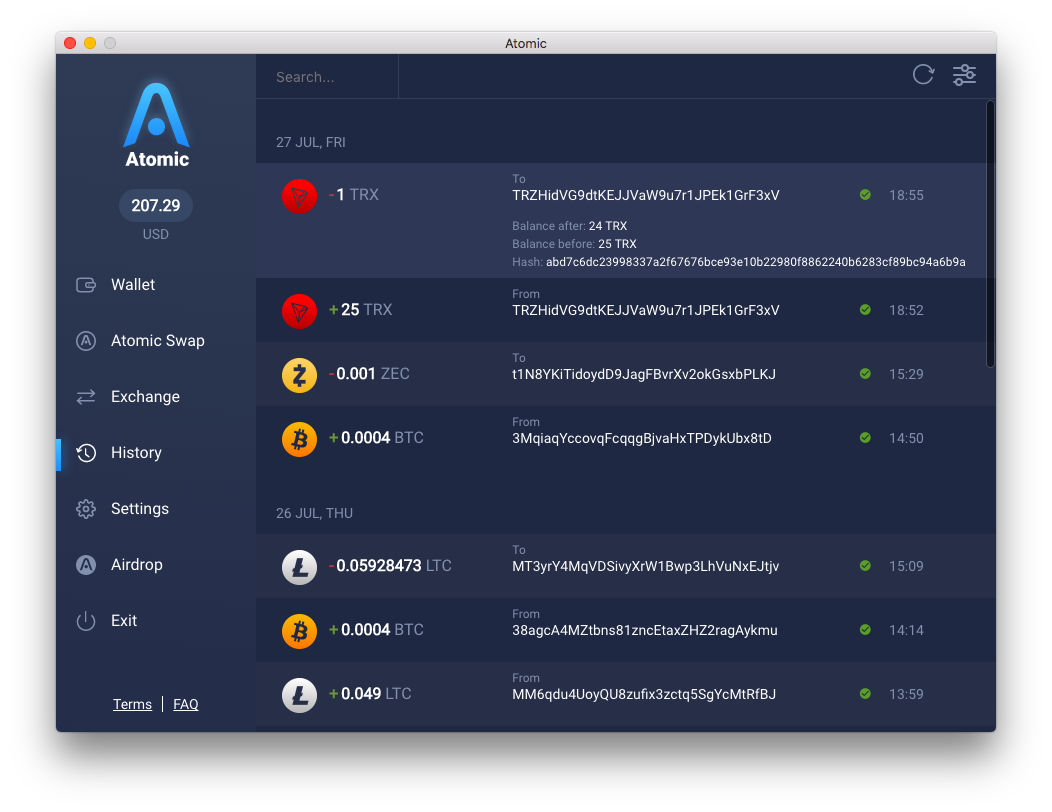 Atomic
Search...
Atomic
207.29
USD
Wallet
Atomic Swap
Exchange
History
Settings
Airdrop
Exit
Terms | FAQ
27 JUL, FRI
-1 TRX
To
TRZHidVG9dtKEJJVaW9u7r1JPEk1GrF3xV
18:55
Balance after: 24 TRX
Balance before: 25 TRX
Hash: abd7c6dc23998337a2f67676bce93e10b22980f8862240b6283cf89bc94a6b9a
+25 TRX
From
TRZHidVG9dtKEJJVaW9u7r1JPEk1GrF3xV
18:52
-0.001 ZEC
To
t1N8YKiTidoydD9JagFBvrXv2okGsxbPLKJ
15:29
+0.0004 BTC
From
3MqiaqYccovqFcqqgBjvaHxTPDykUbx8tD
14:50
26 JUL, THU
-0.05928473 LTC
To
MT3yrY4MqVDSivyXrW1Bwp3LhVuNxEJtjv
15:09
+0.0004 BTC
From
38agcA4MZtbns81zncEtaxZHZ2ragAykmu
14:14
+0.049 LTC
From
MM6qdu4UoyQU8zufix3zctq5SgYcMtRfBJ
13:59